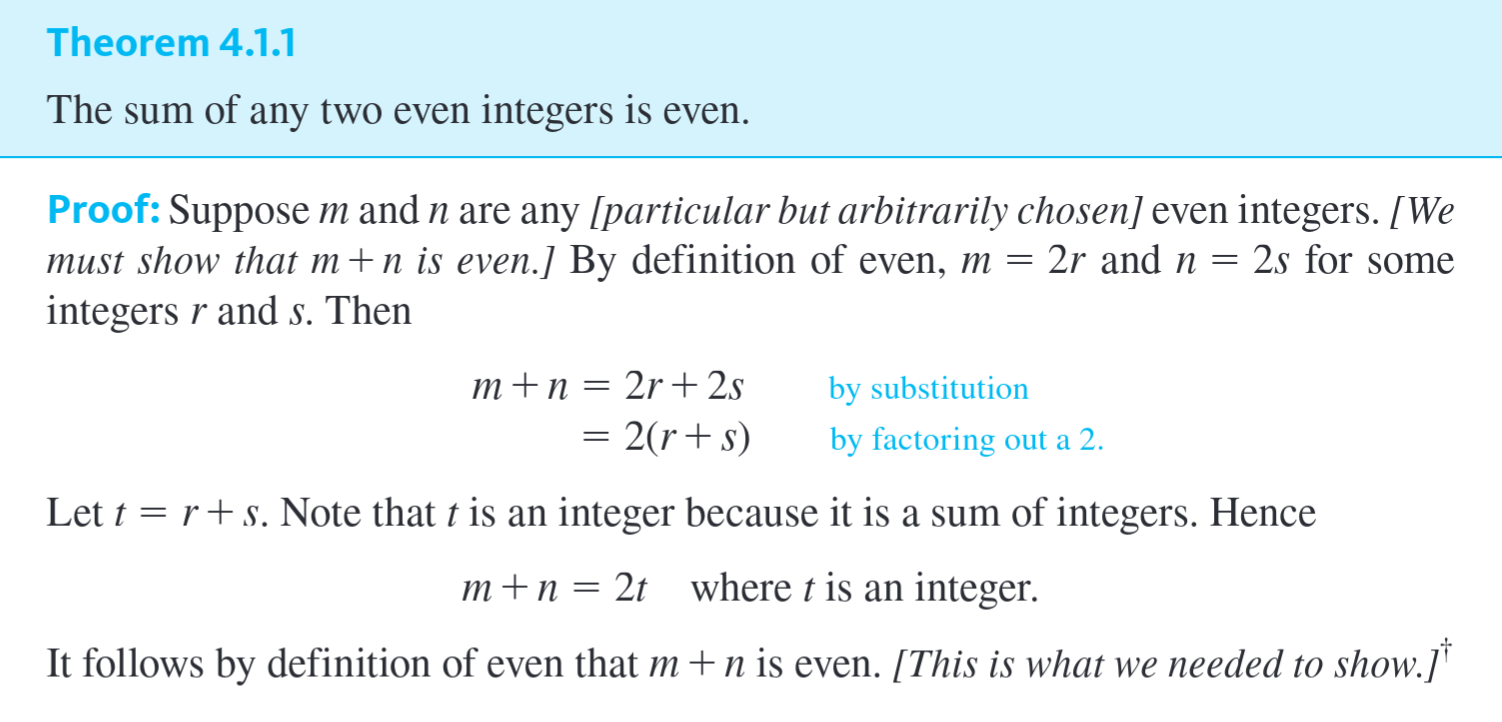 Theorem 4.1.1
The sum of any two even integers is even.
Proof: Suppose m and n are any [particular but arbitrarily chosen] even integers. [We
must show that m + n is even.] By definition of even, m = 2r and n = 2s for some
integers r and s. Then
m + n = 2r + 2s by substitution
= 2(r + s) by factoring out a 2.
Let t = r + s. Note that t is an integer because it is a sum of integers. Hence
m + n = 2t where t is an integer.
It follows by definition of even that m + n is even. [This is what we needed to show.]†